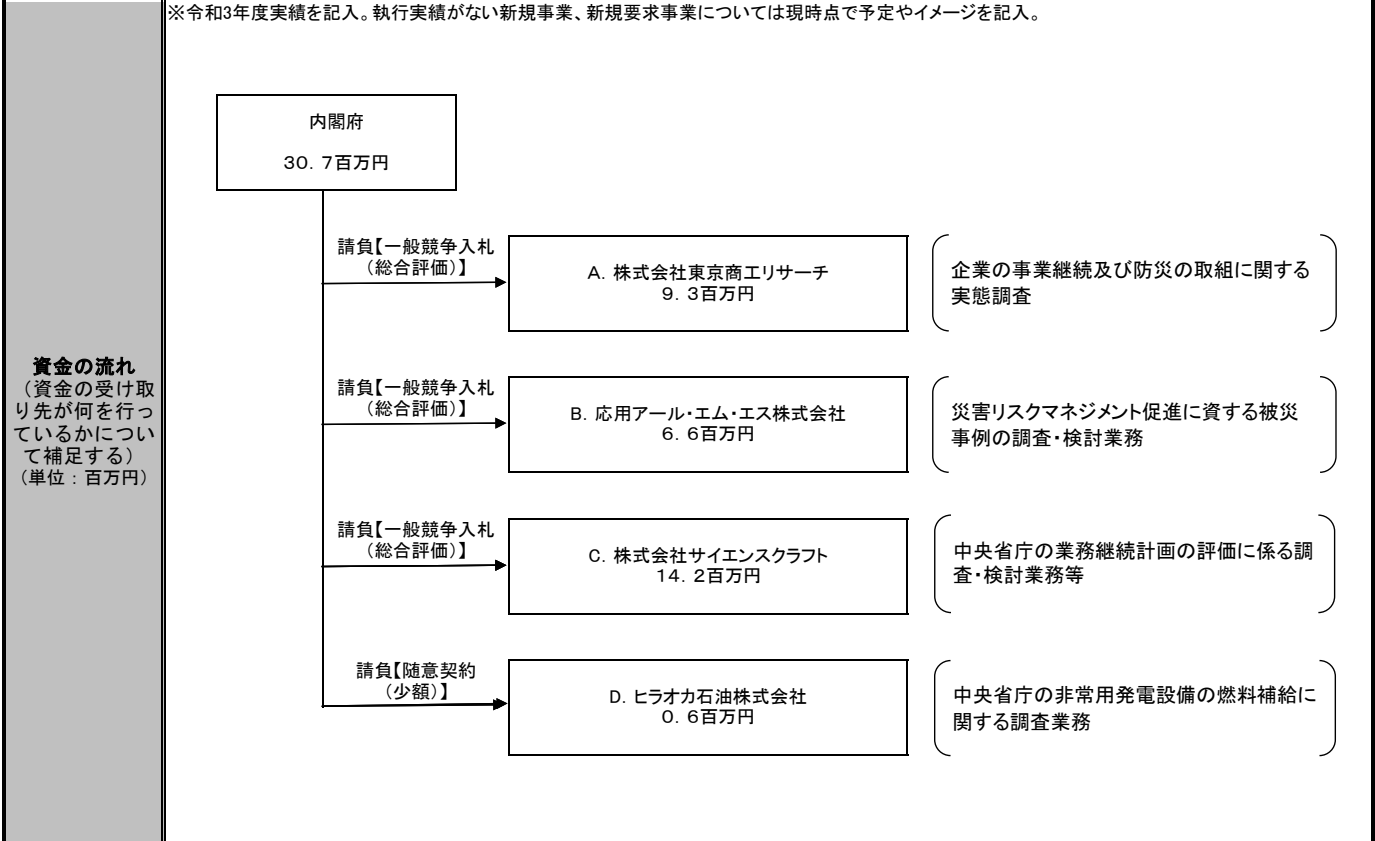 ※令和3年度実績を記入。執行実績がない新規事業、新規要求事業については現時点で予定やイメージを記入。
資金の流れ
（資金の受け取
り先が何を行っ
ているかについ
て補足する）
（単位：百万円）
内閣府
30．7百万円
請負【一般競争入札
（総合評価）】
A．株式会社東京商工リサーチ
9．3百万円
企業の事業継続及び防災の取組に関する
実態調査
請負【一般競争入札
（総合評価）】
B．応用アール・エム・エス株式会社
6．6百万円
災害リスクマネジメント促進に資する被災
事例の調査・検討業務
請負【一般競争入札
（総合評価）】
C．株式会社サイエンスクラフト
14．2百万円
中央省庁の業務継続計画の評価に係る調
査・検討業務等
請負【随意契約
（少額）】
D．ヒラオカ石油株式会社
0．6百万円
中央省庁の非常用発電設備の燃料補給に
関する調査業務